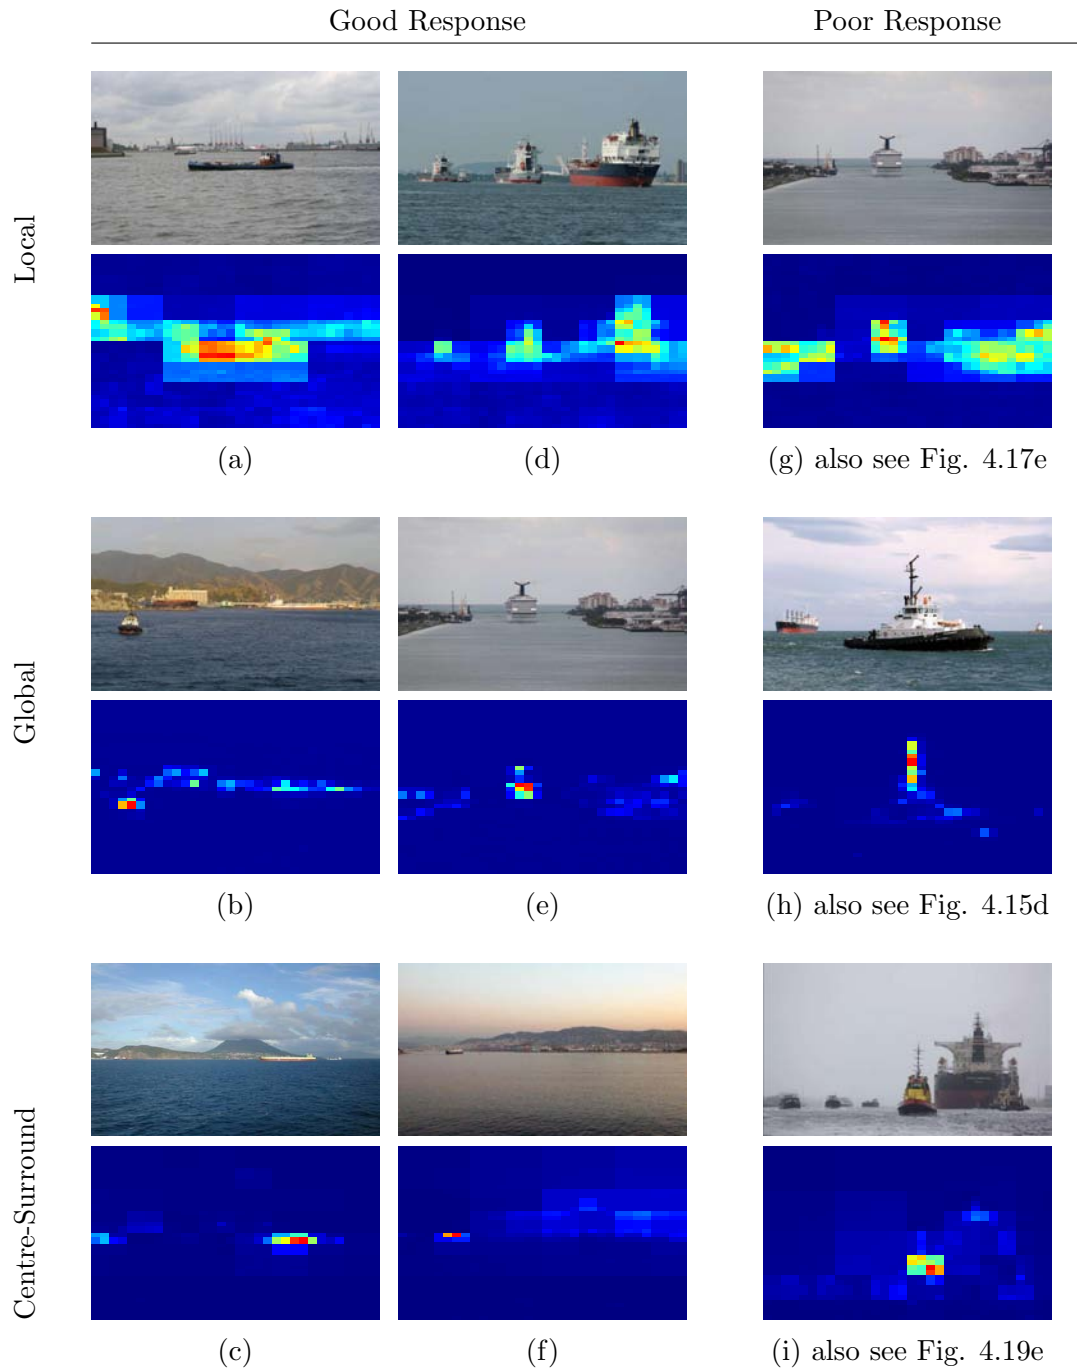 Good Response Poor Response
Local
(a) (d) (g) also see Fig. 4.17e
Global
(b) (e) (h) also see Fig. 4.15d
Centre-Surround
(c) (f) (i) also see Fig. 4.19e